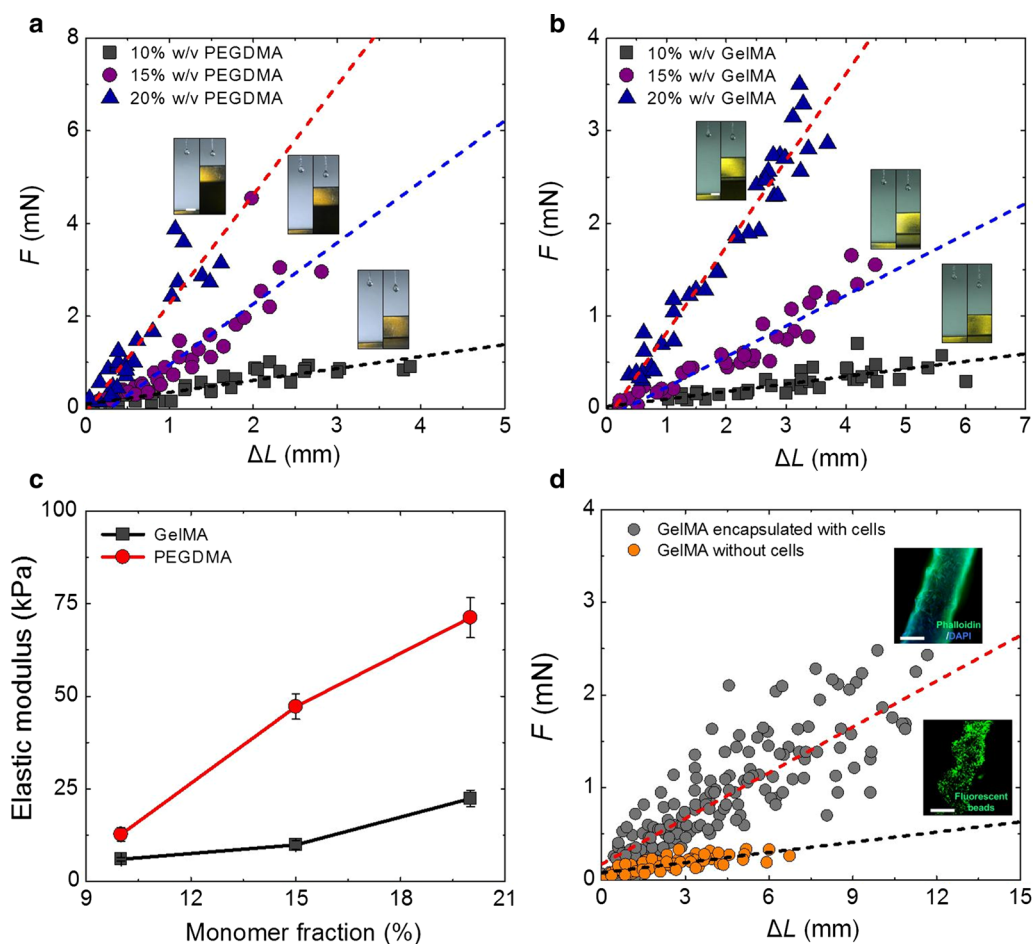 a
8
6
4
2
0
F (mN)
10% w/v PEGDMA
15% w/v PEGDMA
20% w/v PEGDMA
0 1 2 3 4 5
ΔL (mm)
b
4
3
2
1
0
F (mN)
10% w/v GelMA
15% w/v GelMA
20% w/v GelMA
0 1 2 3 4 5 6 7
ΔL (mm)
c
100
75
50
25
0
Elastic modulus (kPa)
GelMA
PEGDMA
9 12 15 18 21
Monomer fraction (%)
d
4
3
2
1
0
F (mN)
GelMA encapsulated with cells
GelMA without cells
Phalloidin
/DAPI
Fluorescent
beads
0 3 6 9 12 15
ΔL (mm)